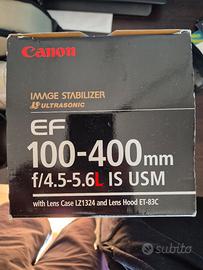 Canon
IMAGE STABILIZER
ULTRASONIC
EF
100-400mm
f/4.5-5.6L IS USM
with Lens Case LZ1324 and Lens Hood ET-83C
subito